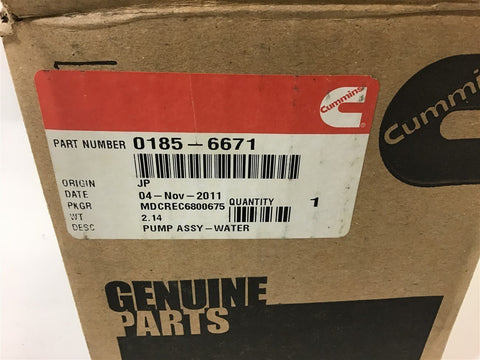 Cummins
Cummins
PART NUMBER 0185-6671
ORIGIN JP
DATE 04-Nov-2011
PKGR MDCREC6800675 QUANTITY 1
WT 2.14
DESC PUMP ASSY-WATER
GENUINE
PARTS